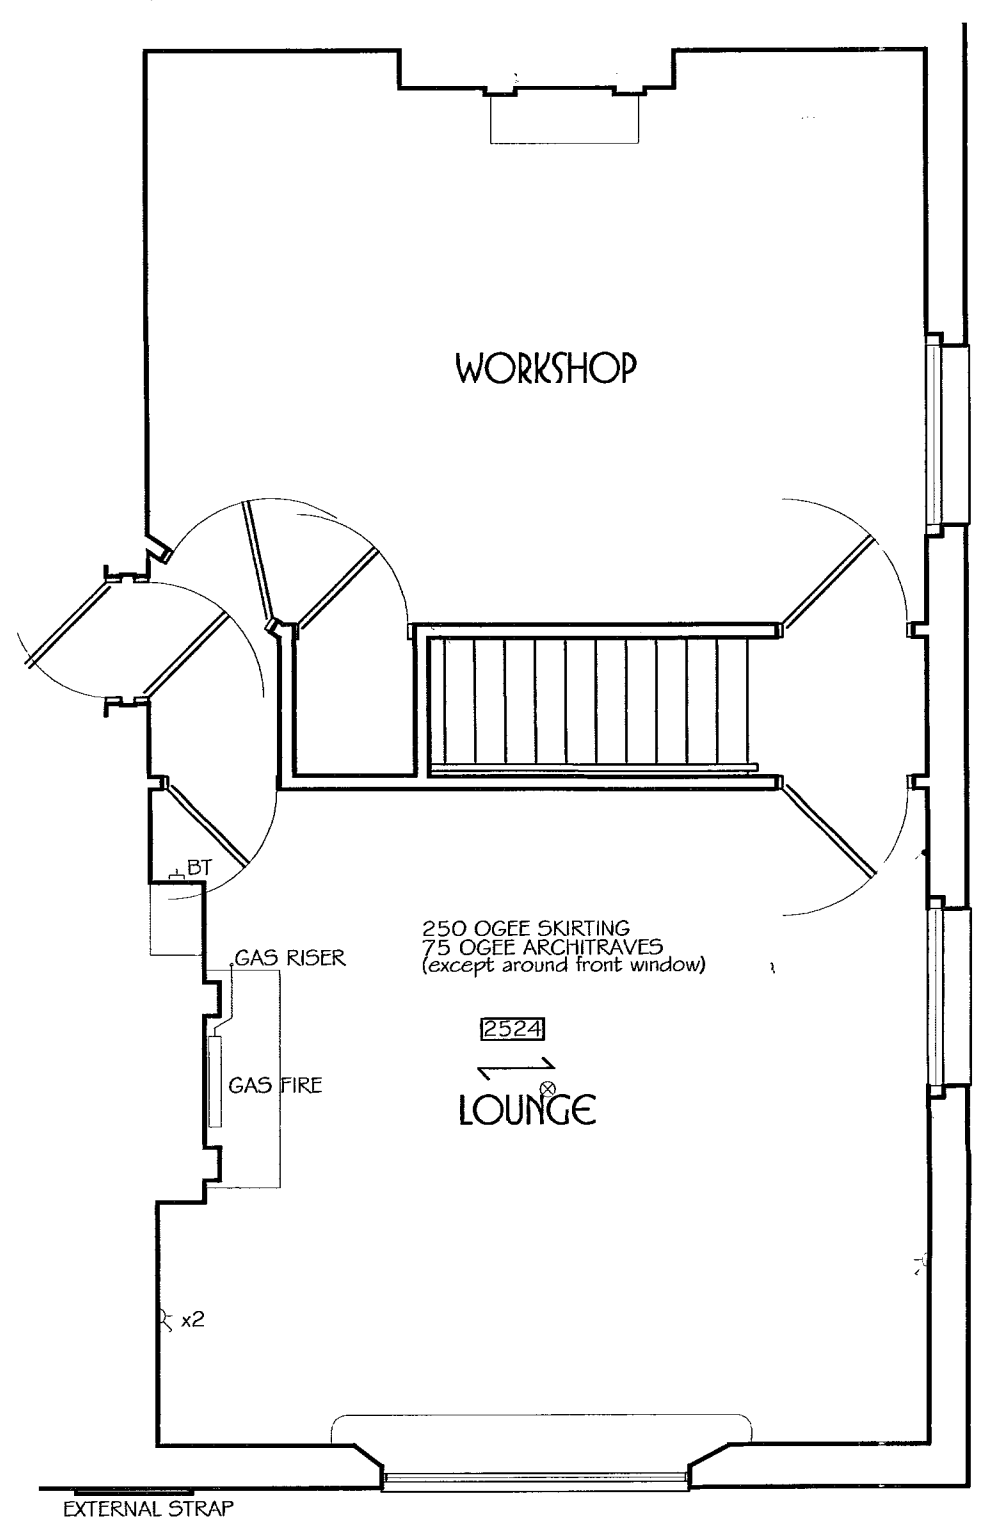 WORKSHOP
BT
250 OGEE SKIRTING
75 OGEE ARCHITRAVES
(except around front window)
GAS RISER
2524
GAS FIRE
LOUNGE
x2
EXTERNAL STRAP